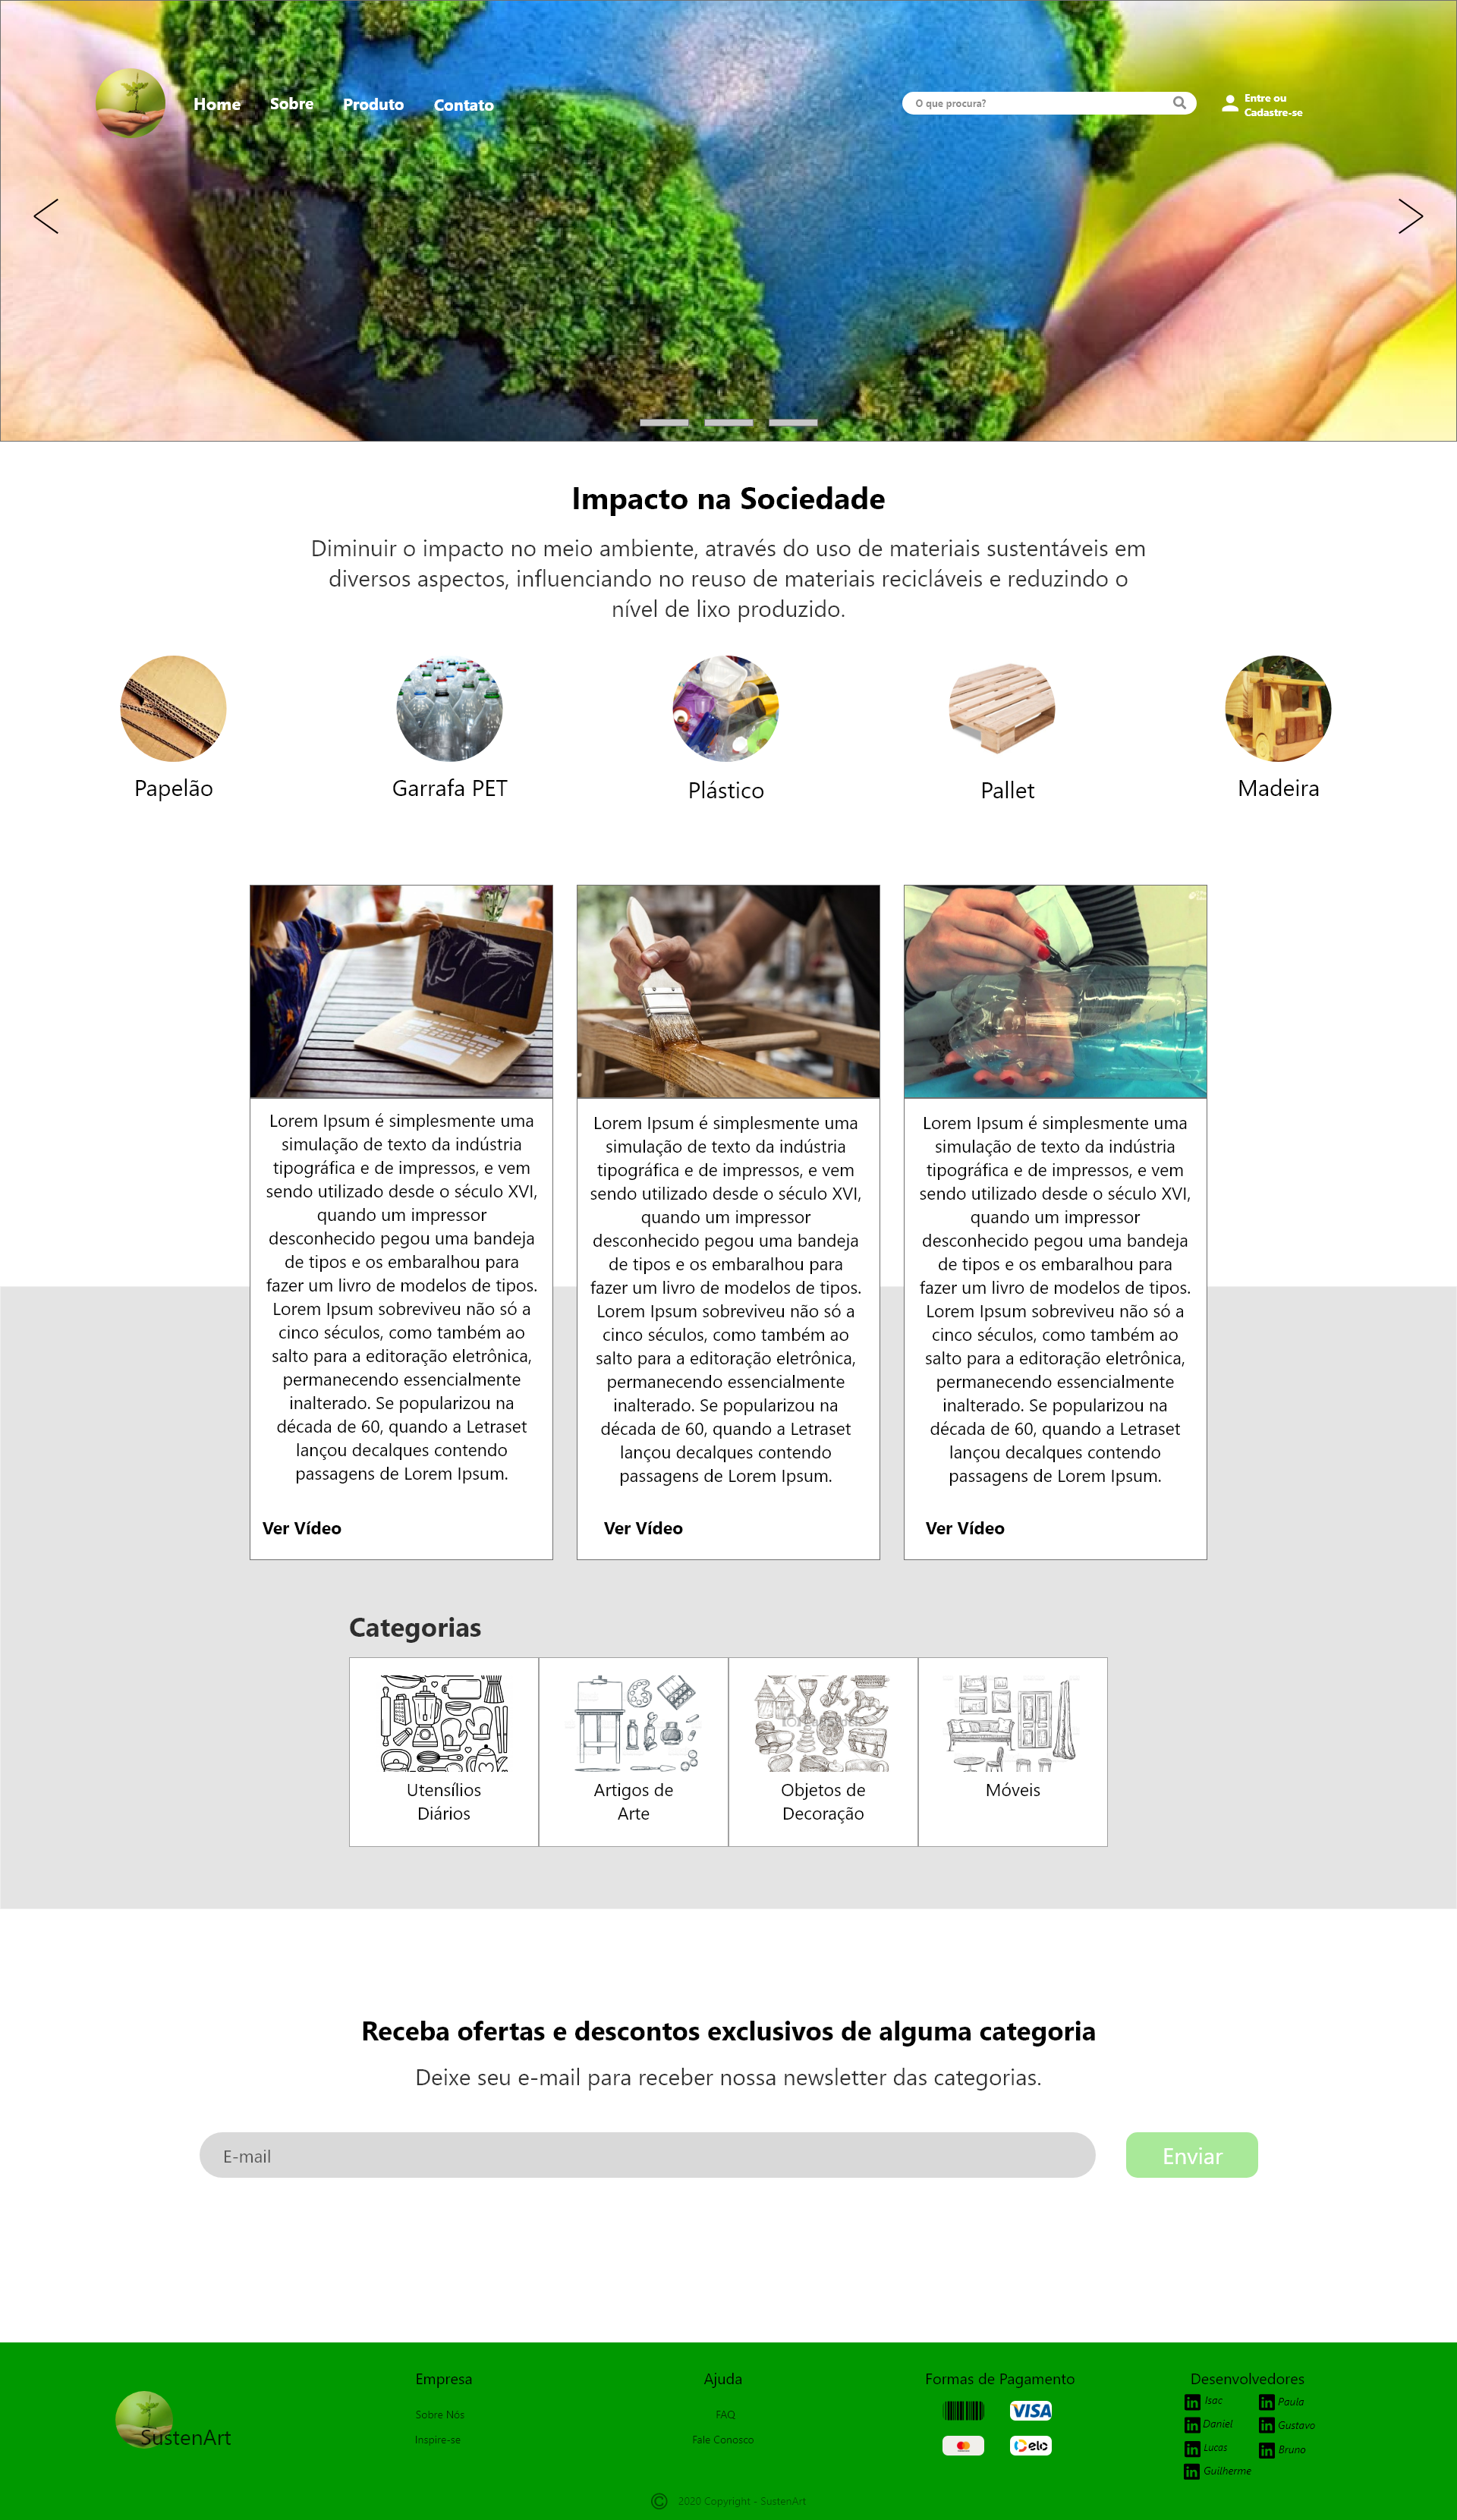 Home Sobre Produto Contato
O que procura?
Entre ou
Cadastre-se
Impacto na Sociedade
Diminuir o impacto no meio ambiente, através do uso de materiais sustentáveis em
diversos aspectos, influenciando no reuso de materiais recicláveis e reduzindo o
nível de lixo produzido.
Papelão
Garrafa PET
Plástico
Pallet
Madeira
Lorem Ipsum é simplesmente uma
simulação de texto da indústria
tipográfica e de impressos, e vem
sendo utilizado desde o século XVI,
quando um impressor
desconhecido pegou uma bandeja
de tipos e os embaralhou para
fazer um livro de modelos de tipos.
Lorem Ipsum sobreviveu não só a
cinco séculos, como também ao
salto para a editoração eletrônica,
permanecendo essencialmente
inalterado. Se popularizou na
década de 60, quando a Letraset
lançou decalques contendo
passagens de Lorem Ipsum.
Ver Vídeo
Lorem Ipsum é simplesmente uma
simulação de texto da indústria
tipográfica e de impressos, e vem
sendo utilizado desde o século XVI,
quando um impressor
desconhecido pegou uma bandeja
de tipos e os embaralhou para
fazer um livro de modelos de tipos.
Lorem Ipsum sobreviveu não só a
cinco séculos, como também ao
salto para a editoração eletrônica,
permanecendo essencialmente
inalterado. Se popularizou na
década de 60, quando a Letraset
lançou decalques contendo
passagens de Lorem Ipsum.
Ver Vídeo
Lorem Ipsum é simplesmente uma
simulação de texto da indústria
tipográfica e de impressos, e vem
sendo utilizado desde o século XVI,
quando um impressor
desconhecido pegou uma bandeja
de tipos e os embaralhou para
fazer um livro de modelos de tipos.
Lorem Ipsum sobreviveu não só a
cinco séculos, como também ao
salto para a editoração eletrônica,
permanecendo essencialmente
inalterado. Se popularizou na
década de 60, quando a Letraset
lançou decalques contendo
passagens de Lorem Ipsum.
Ver Vídeo
Categorias
Utensílios
Diários
Artigos de
Arte
Objetos de
Decoração
Móveis
Receba ofertas e descontos exclusivos de alguma categoria
Deixe seu e-mail para receber nossa newsletter das categorias.
E-mail
Enviar
SustenArt
Empresa
Sobre Nós
Inspire-se
Ajuda
FAQ
Fale Conosco
Formas de Pagamento
VISA
elo
Desenvolvedores
in Isac
in Paula
in Daniel
in Gustavo
in Lucas
in Bruno
in Guilherme
© 2020 Copyright - SustenArt